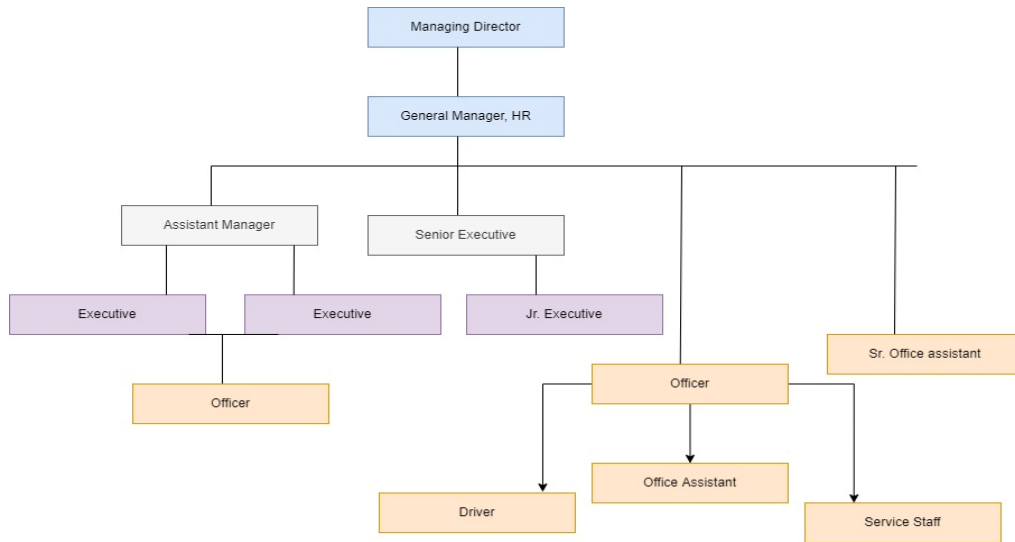 Managing Director
General Manager, HR
Assistant Manager
Senior Executive
Executive
Executive
Jr. Executive
Sr. Office assistant
Officer
Officer
Office Assistant
Driver
Service Staff